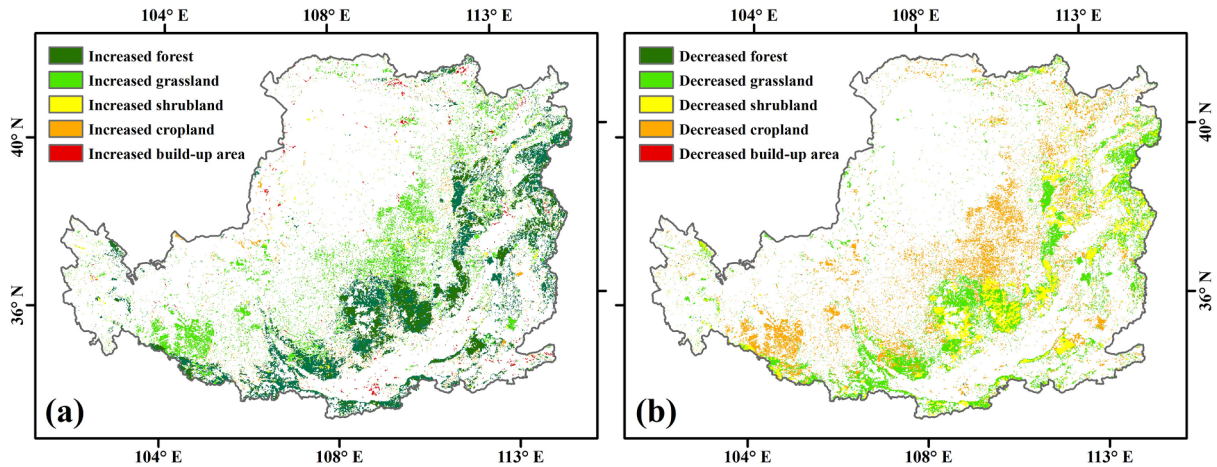 104° E 108° E 113° E
Increased forest
Increased grassland
Increased shrubland
Increased cropland
Increased build-up area
40° N
36° N
(a)
104° E 108° E 113° E
104° E 108° E 113° E
Decreased forest
Decreased grassland
Decreased shrubland
Decreased cropland
Decreased build-up area
40° N
36° N
(b)
104° E 108° E 113° E